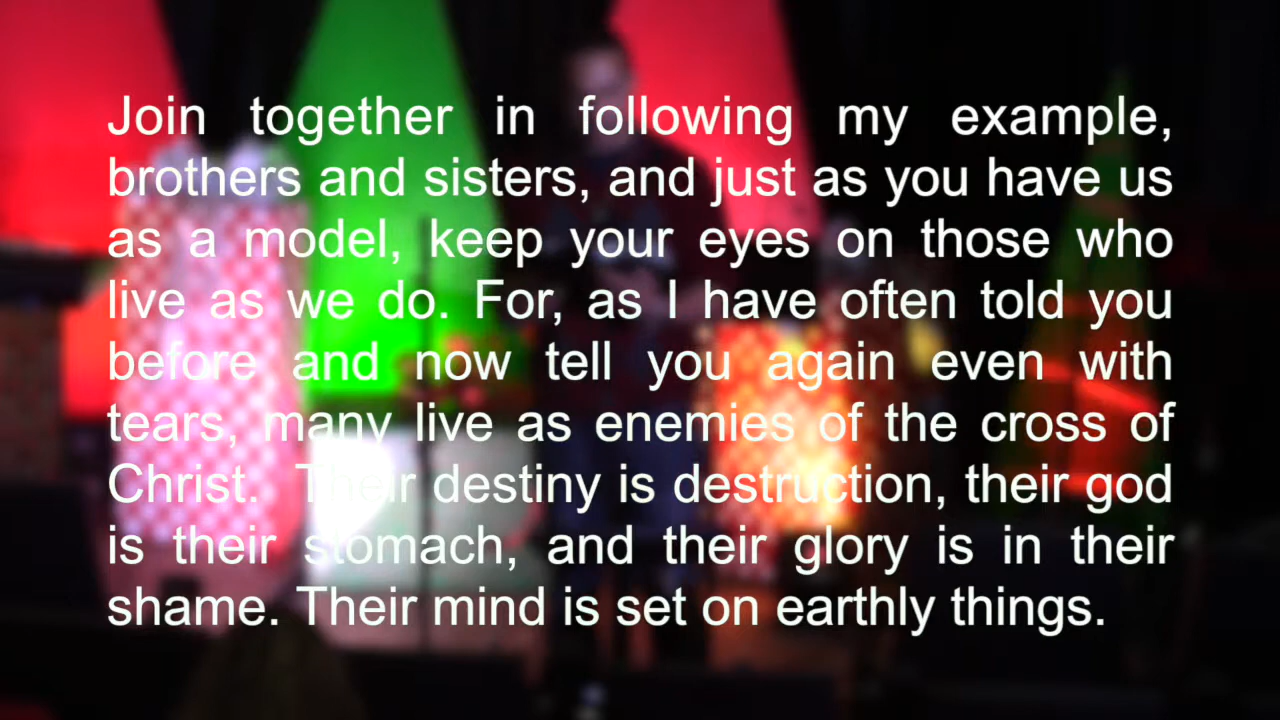 Join together in following my example,
brothers and sisters, and just as you have us
as a model, keep your eyes on those who
live as we do. For, as I have often told you
before and now tell you again even with
tears, many live as enemies of the cross of
Christ.  Their destiny is destruction, their god
is their stomach, and their glory is in their
shame. Their mind is set on earthly things.